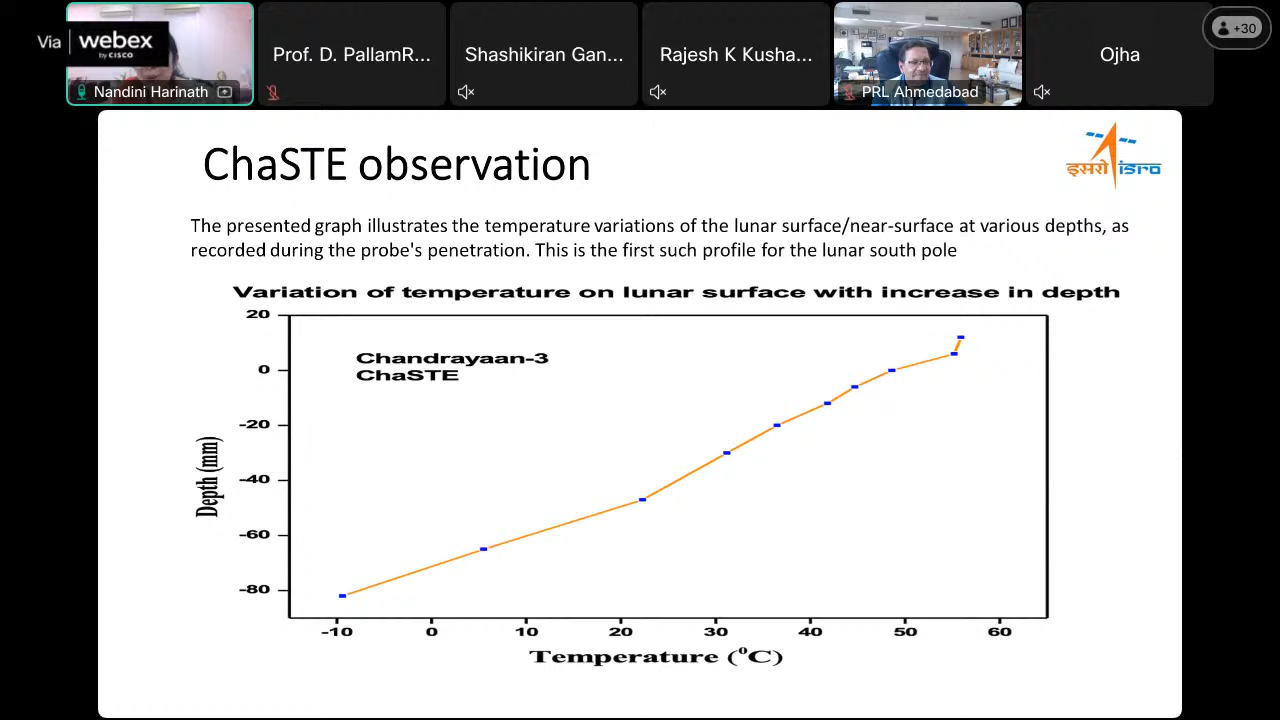 Via webex
by CISCO
Nandini Harinath
Prof. D. PallamR...
Shashikiran Gan...
Rajesh K Kusha...
PRL Ahmedabad
Ojha
+30
ChaSTE observation
इसरो isro
The presented graph illustrates the temperature variations of the lunar surface/near-surface at various depths, as
recorded during the probe's penetration. This is the first such profile for the lunar south pole
Variation of temperature on lunar surface with increase in depth
Chandrayaan-3
ChaSTE
20
0
-20
-40
-60
-80
Depth (mm)
-10 0 10 20 30 40 50 60
Temperature (⁰C)